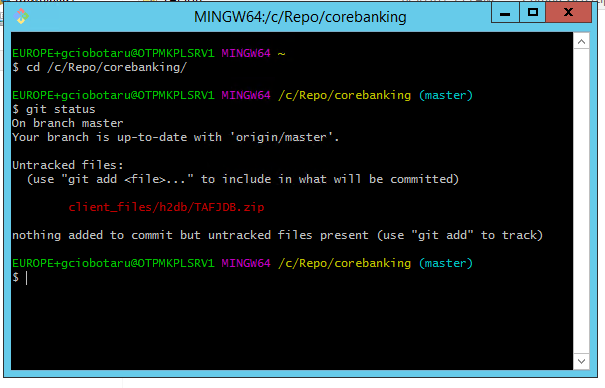 MINGW64:/c/Repo/corebanking
EUROPE+gciobotaru@OTPMKPLSRV1 MINGW64 ~
$ cd /c/Repo/corebanking/
EUROPE+gciobotaru@OTPMKPLSRV1 MINGW64 /c/Repo/corebanking (master)
$ git status
On branch master
Your branch is up-to-date with 'origin/master'.
Untracked files:
  (use "git add <file>..." to include in what will be committed)
        client_files/h2db/TAFJDB.zip
nothing added to commit but untracked files present (use "git add" to track)
EUROPE+gciobotaru@OTPMKPLSRV1 MINGW64 /c/Repo/corebanking (master)
$